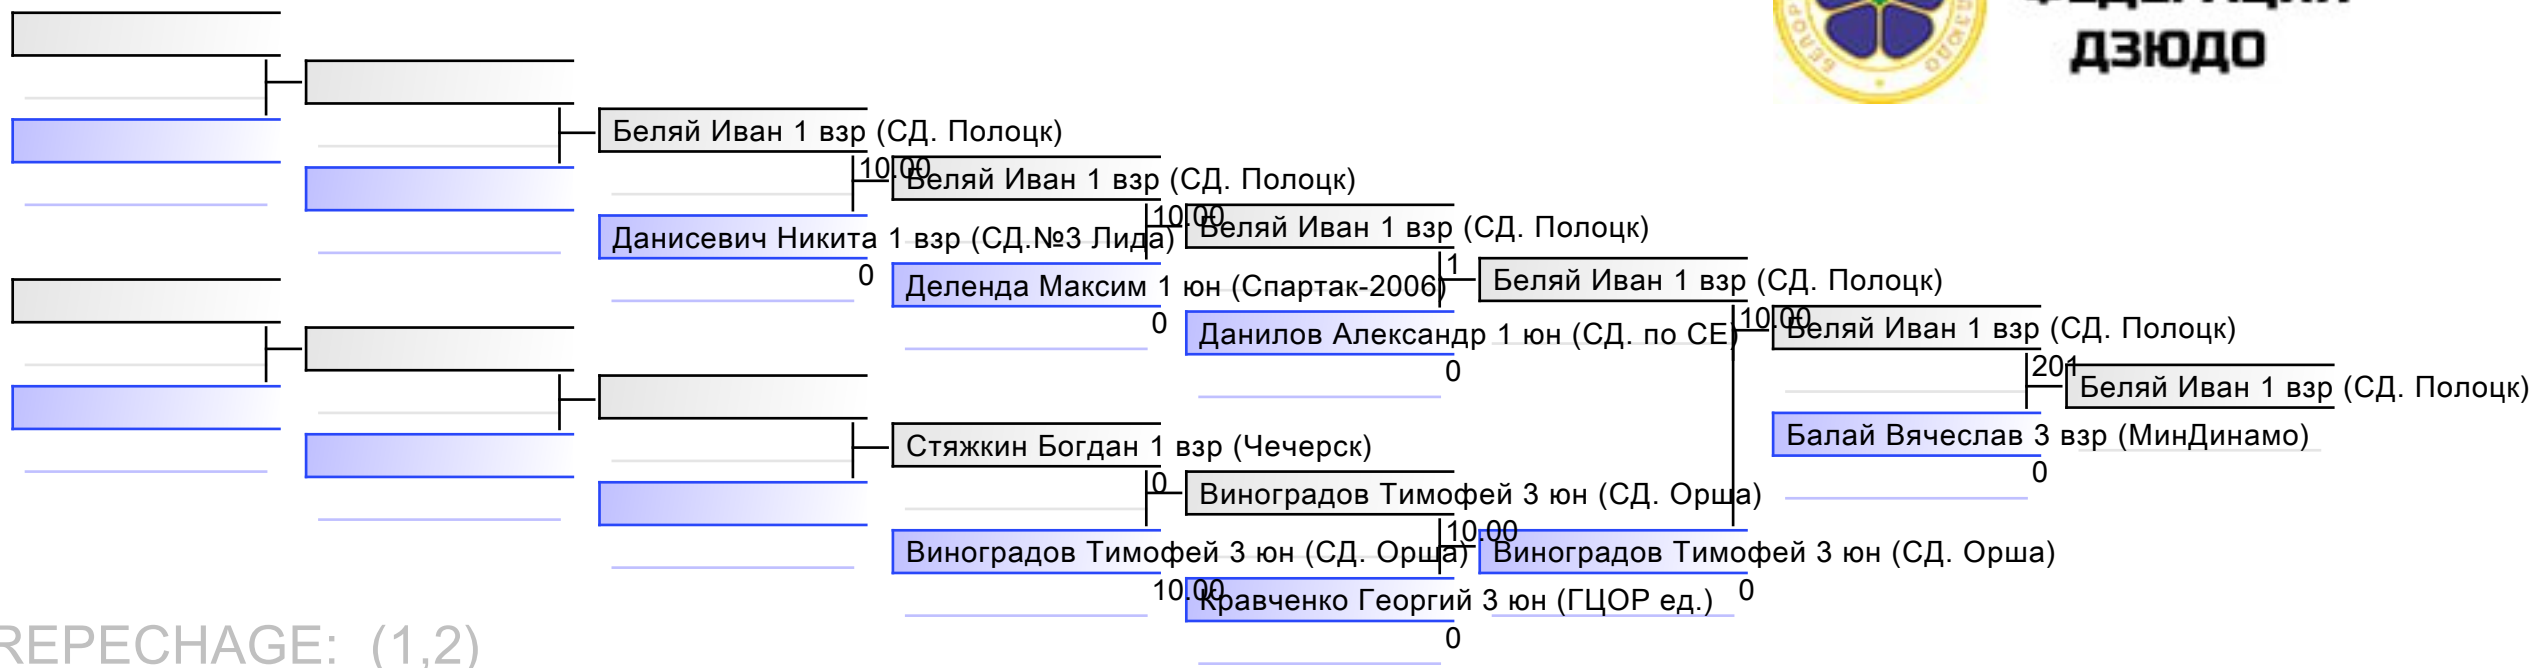 ФЕДЕРАЦИЯ
ДЗЮДО
Беляй Иван 1 взр (СД. Полоцк)
10.00
Беляй Иван 1 взр (СД. Полоцк)
10.00
Беляй Иван 1 взр (СД. Полоцк)
Данисевич Никита 1 взр (СД.№3 Лида)
0
1
Беляй Иван 1 взр (СД. Полоцк)
Деленда Максим 1 юн (Спартак-2006)
0
10.00
Беляй Иван 1 взр (СД. Полоцк)
Данилов Александр 1 юн (СД. по СЕ)
0
201
Беляй Иван 1 взр (СД. Полоцк)
Балай Вячеслав 3 взр (МинДинамо)
0
Стяжкин Богдан 1 взр (Чечерск)
0
Виноградов Тимофей 3 юн (СД. Орша)
10.00
Виноградов Тимофей 3 юн (СД. Орша)
10.00
Виноградов Тимофей 3 юн (СД. Орша)
0
Кравченко Георгий 3 юн (ГЦОР ед.)
0
REPECHAGE: (1,2)